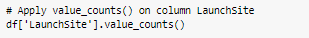 # Apply value_counts() on column LaunchSite
df['LaunchSite'].value_counts()